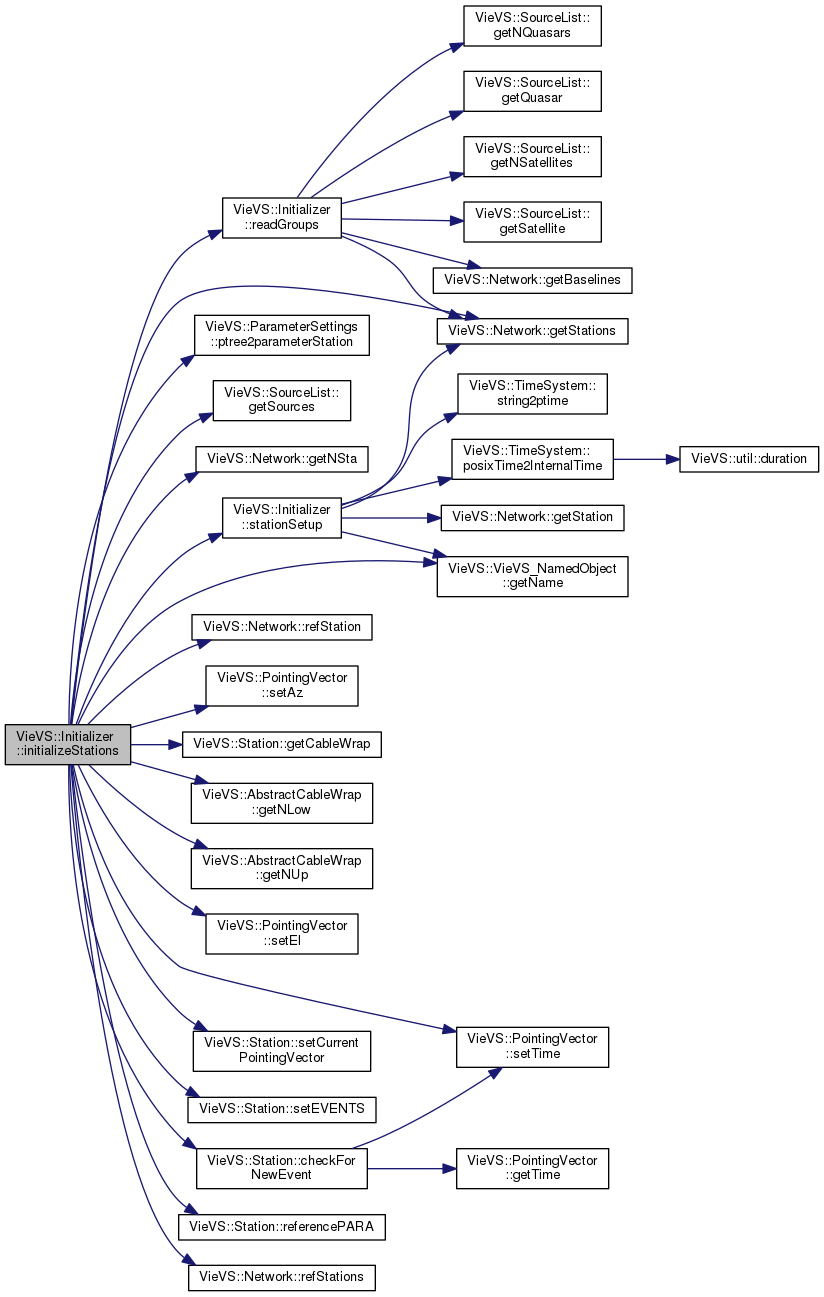 VieVS::SourceList::
getNQuasars
VieVS::SourceList::
getQuasar
VieVS::SourceList::
getNSatellites
VieVS::Initializer
::readGroups
VieVS::SourceList::
getSatellite
VieVS::Network::getBaselines
VieVS::Network::getStations
VieVS::ParameterSettings
::ptree2parameterStation
VieVS::SourceList::
getSources
VieVS::TimeSystem::
string2ptime
VieVS::Network::getNSta
VieVS::TimeSystem::
posixTime2InternalTime
VieVS::util::duration
VieVS::Initializer
::stationSetup
VieVS::Network::getStation
VieVS::VieVS_NamedObject
::getName
VieVS::Network::refStation
VieVS::PointingVector
::setAz
VieVS::Initializer
::initializeStations
VieVS::Station::getCableWrap
VieVS::AbstractCableWrap
::getNLow
VieVS::AbstractCableWrap
::getNUp
VieVS::PointingVector
::setEl
VieVS::Station::setCurrent
PointingVector
VieVS::PointingVector
::setTime
VieVS::Station::setEVENTS
VieVS::Station::checkFor
NewEvent
VieVS::PointingVector
::getTime
VieVS::Station::referencePARA
VieVS::Network::refStations